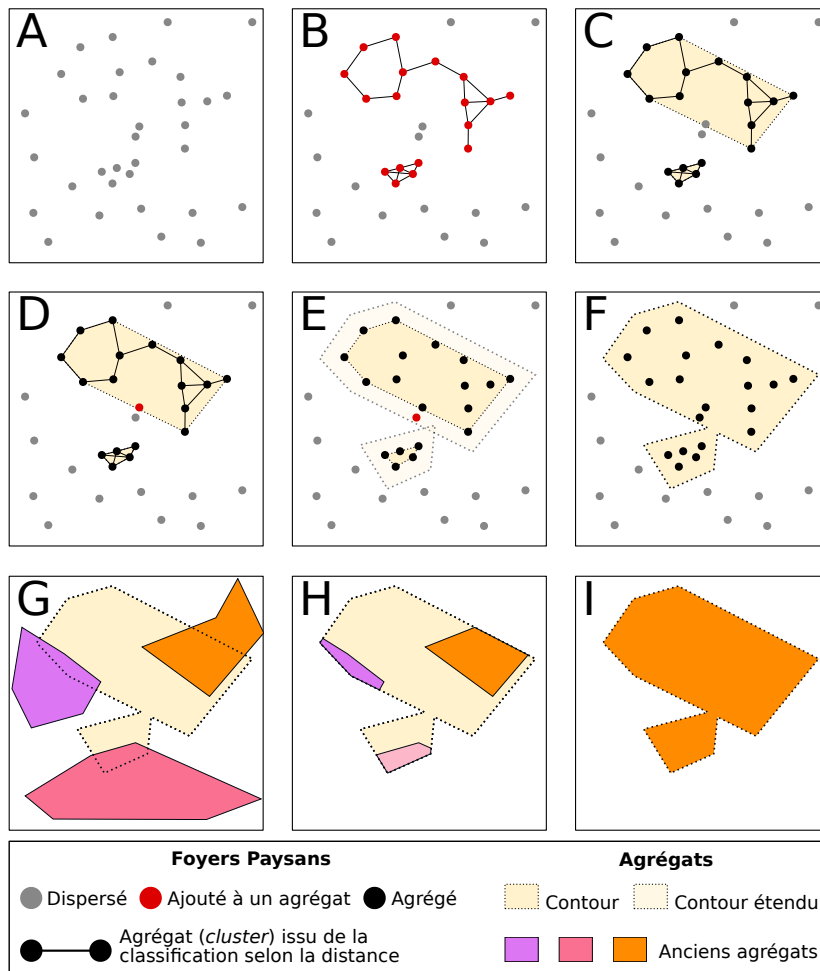 A
B
C
D
E
F
G
H
I
Foyers Paysans
Agrégats
Dispersé
Ajouté à un agrégat
Agrégé
Contour
Contour étendu
Agrégat (cluster) issu de la
classification selon la distance
Anciens agrégats